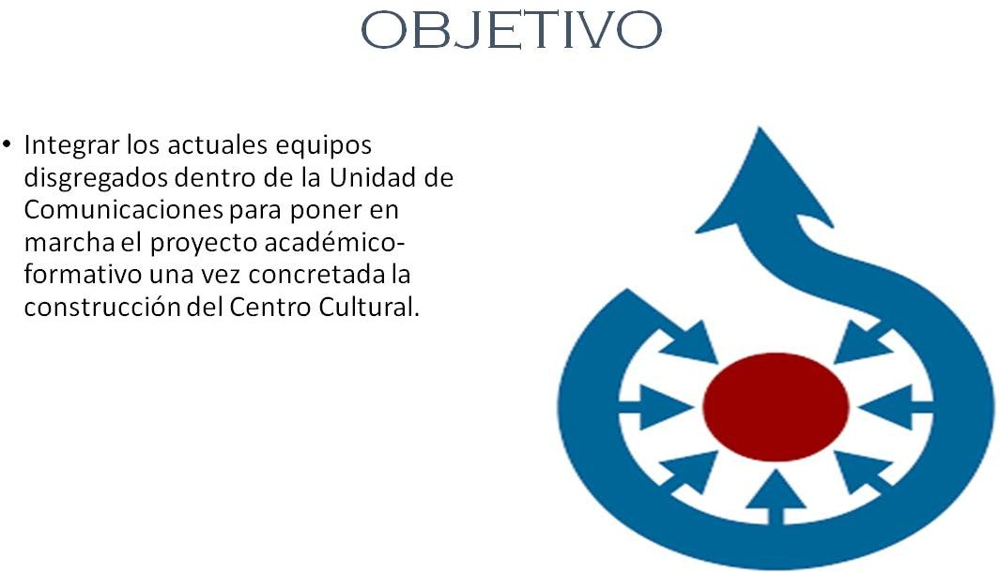 OBJETIVO
• Integrar los actuales equipos
disgregados dentro de la Unidad de
Comunicaciones para poner en
marcha el proyecto académico-
formativo una vez concretada la
construcción del Centro Cultural.